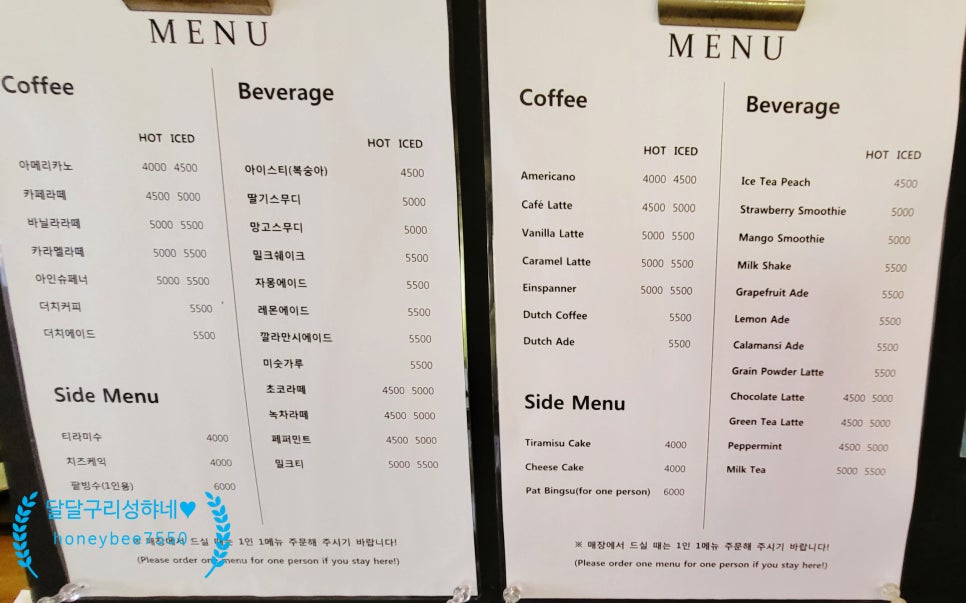 MENU
Coffee
HOT ICED
아메리카노 4000 4500
카페라떼 4500 5000
바닐라라떼 5000 5500
카라멜라떼 5000 5500
아인슈페너 5000 5500
더치커피 5500
더치에이드 5500
Side Menu
티라미수 4000
치즈케익 4000
팥빙수(1인용) 6000
Beverage
HOT ICED
아이스티(복숭아) 4500
딸기스무디 5000
망고스무디 5000
밀크쉐이크 5500
자몽에이드 5500
레몬에이드 5500
깔라만시에이드 5500
미숫가루 5500
초코라떼 4500 5000
녹차라떼 4500 5000
페퍼민트 4500 5000
밀크티 5000 5500
※ 매장에서 드실 때는 1인 1메뉴 주문해 주시기 바랍니다!
(Please order one menu for one person if you stay here!)
달달구리성햐네♥
honeybee7550
MENU
Coffee
HOT ICED
Americano 4000 4500
Café Latte 4500 5000
Vanilla Latte 5000 5500
Caramel Latte 5000 5500
Einspanner 5000 5500
Dutch Coffee 5500
Dutch Ade 5500
Side Menu
Tiramisu Cake 4000
Cheese Cake 4000
Pat Bingsu(for one person) 6000
Beverage
HOT ICED
Ice Tea Peach 4500
Strawberry Smoothie 5000
Mango Smoothie 5000
Milk Shake 5500
Grapefruit Ade 5500
Lemon Ade 5500
Calamansi Ade 5500
Grain Powder Latte 5500
Chocolate Latte 4500 5000
Green Tea Latte 4500 5000
Peppermint 4500 5000
Milk Tea 5000 5500
※ 매장에서 드실 때는 1인 1메뉴 주문해 주시기 바랍니다!
(Please order one menu for one person if you stay here!)